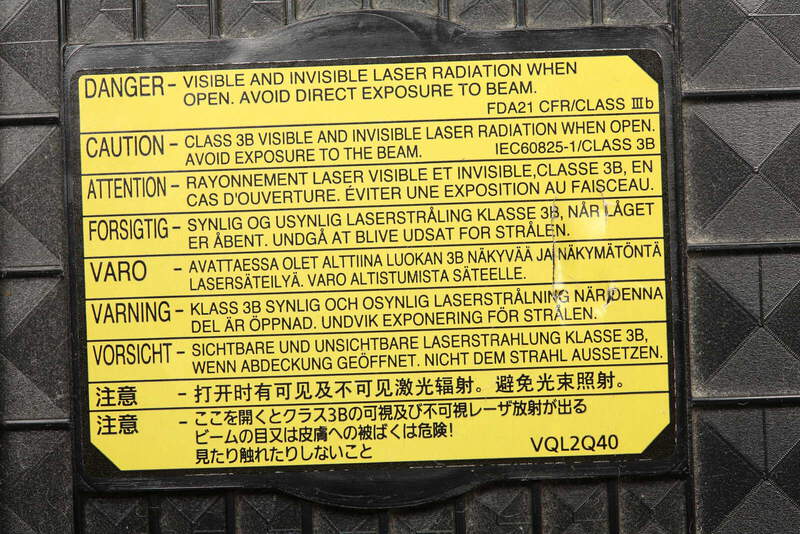 DANGER - VISIBLE AND INVISIBLE LASER RADIATION WHEN
OPEN. AVOID DIRECT EXPOSURE TO BEAM.
FDA21 CFR/CLASS Ⅲb
CAUTION - CLASS 3B VISIBLE AND INVISIBLE LASER RADIATION WHEN OPEN.
AVOID EXPOSURE TO THE BEAM. IEC60825-1/CLASS 3B
ATTENTION - RAYONNEMENT LASER VISIBLE ET INVISIBLE,CLASSE 3B, EN
CAS D'OUVERTURE. ÉVITER UNE EXPOSITION AU FAISCEAU.
FORSIGTIG - SYNLIG OG USYNLIG LASERSTRÅLING KLASSE 3B, NÅR LÅGET
ER ÅBENT. UNDGÅ AT BLIVE UDSAT FOR STRÅLEN.
VARO - AVATTAESSA OLET ALTTIINA LUOKAN 3B NÄKYVÄÄ JA NÄKYMÄTÖNTÄ
LASERSÄTEILYÄ. VARO ALTISTUMISTA SÄTEELLE.
VARNING - KLASS 3B SYNLIG OCH OSYNLIG LASERSTRÅLNING NÄR DENNA
DEL ÄR ÖPPNAD. UNDVIK EXPONERING FÖR STRÅLEN.
VORSICHT - SICHTBARE UND UNSICHTBARE LASERSTRAHLUNG KLASSE 3B,
WENN ABDECKUNG GEÖFFNET. NICHT DEM STRAHL AUSSETZEN.
注意 - 打开时有可见及不可见激光辐射。避免光束照射。
注意 - ここを開くとクラス3Bの可視及び不可視レーザ放射が出る
ビームの目又は皮膚への被ばくは危険!
見たり触れたりしないこと VQL2Q40